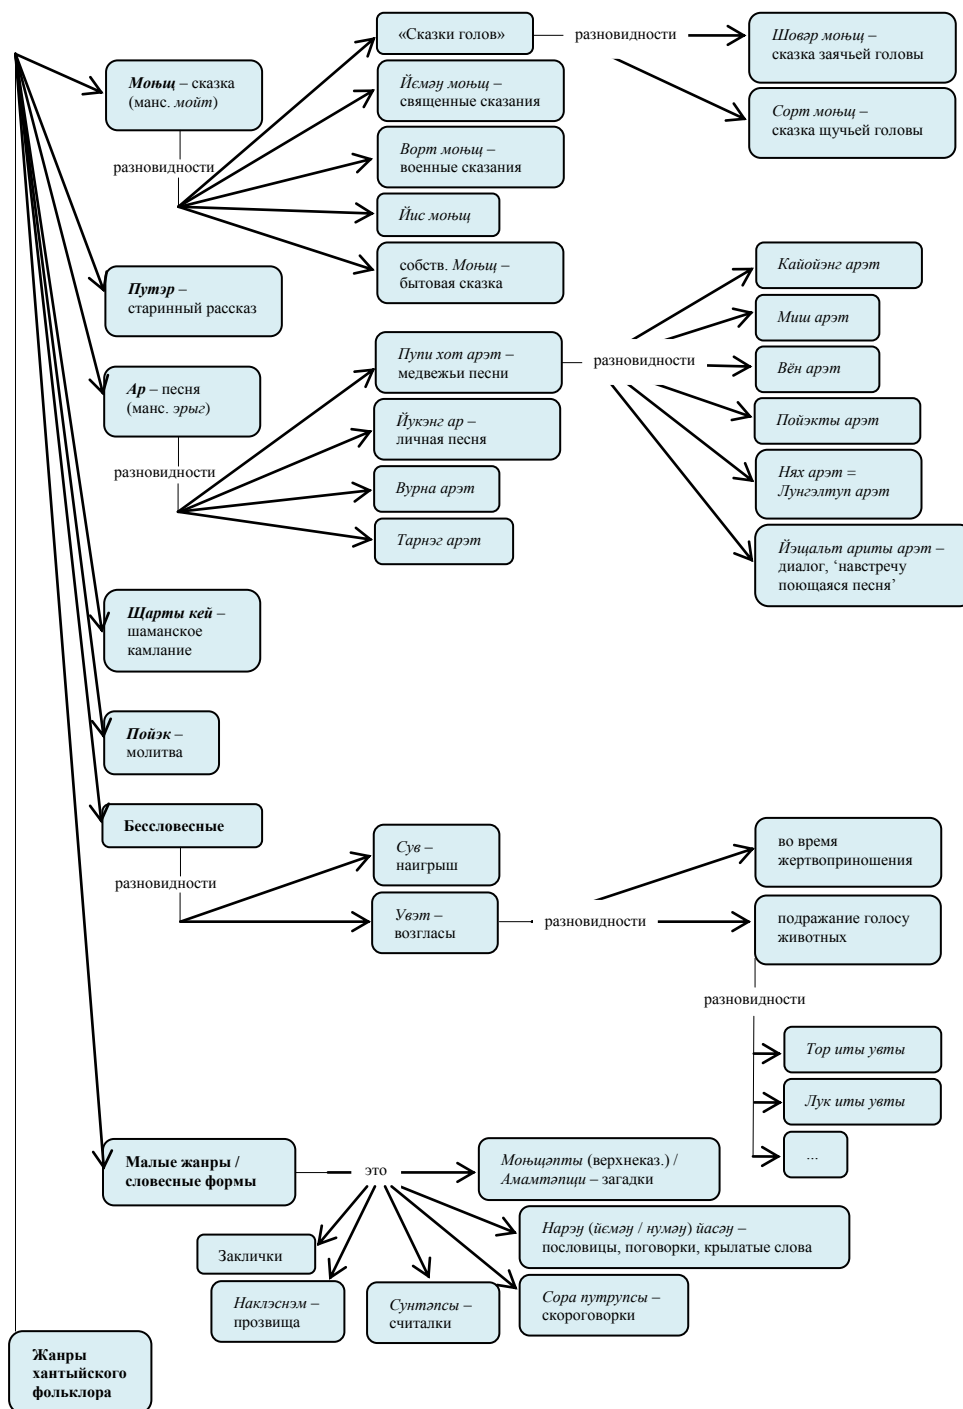 «Сказки голов»
разновидности
Шовәр моњщ –
сказка заячьей головы
Сорт моњщ –
сказка щучьей головы
Моњщ – сказка
(манс. мойт)
разновидности
Йємәӈ моњщ –
священные сказания
Ворт моњщ –
военные сказания
Йис моњщ
собств. Моњщ –
бытовая сказка
Путэр –
старинный рассказ
Ар – песня
(манс. эрыг)
разновидности
Пупи хот арэт –
медвежьи песни
разновидности
Кайойэнг арэт
Миш арэт
Вён арэт
Пойэкты арэт
Нях арэт =
Лунгэлтуп арэт
Йэщальт ариты арэт –
диалог, ‘навстречу
поющаяся песня’
Йукэнг ар –
личная песня
Вурна арэт
Тарнэг арэт
Щарты кей –
шаманское
камлание
Пойэк –
молитва
Бессловесные
разновидности
Сув –
наигрыш
Увэт –
возгласы
разновидности
во время
жертвоприношения
подражание голосу
животных
разновидности
Тор иты увты
Лук иты увты
...
Малые жанры /
словесные формы
это
Моњщәпты (верхнеказ.) /
Амамтәпщи – загадки
Нарэӈ (йємәӈ / нумәӈ) йасәӈ –
пословицы, поговорки, крылатые слова
Заклички
Наклэснэм –
прозвища
Сунтәпсы –
считалки
Сора путрупсы –
скороговорки
Жанры
хантыйского
фольклора